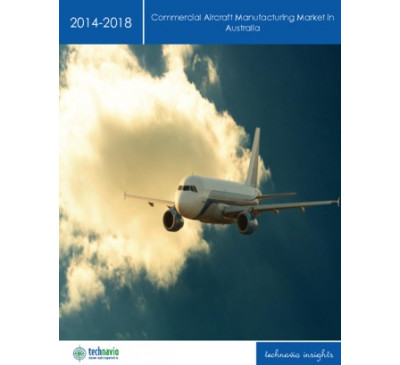 2014-2018
Commercial Aircraft Manufacturing Market in
Australia
technavio
technavio insights